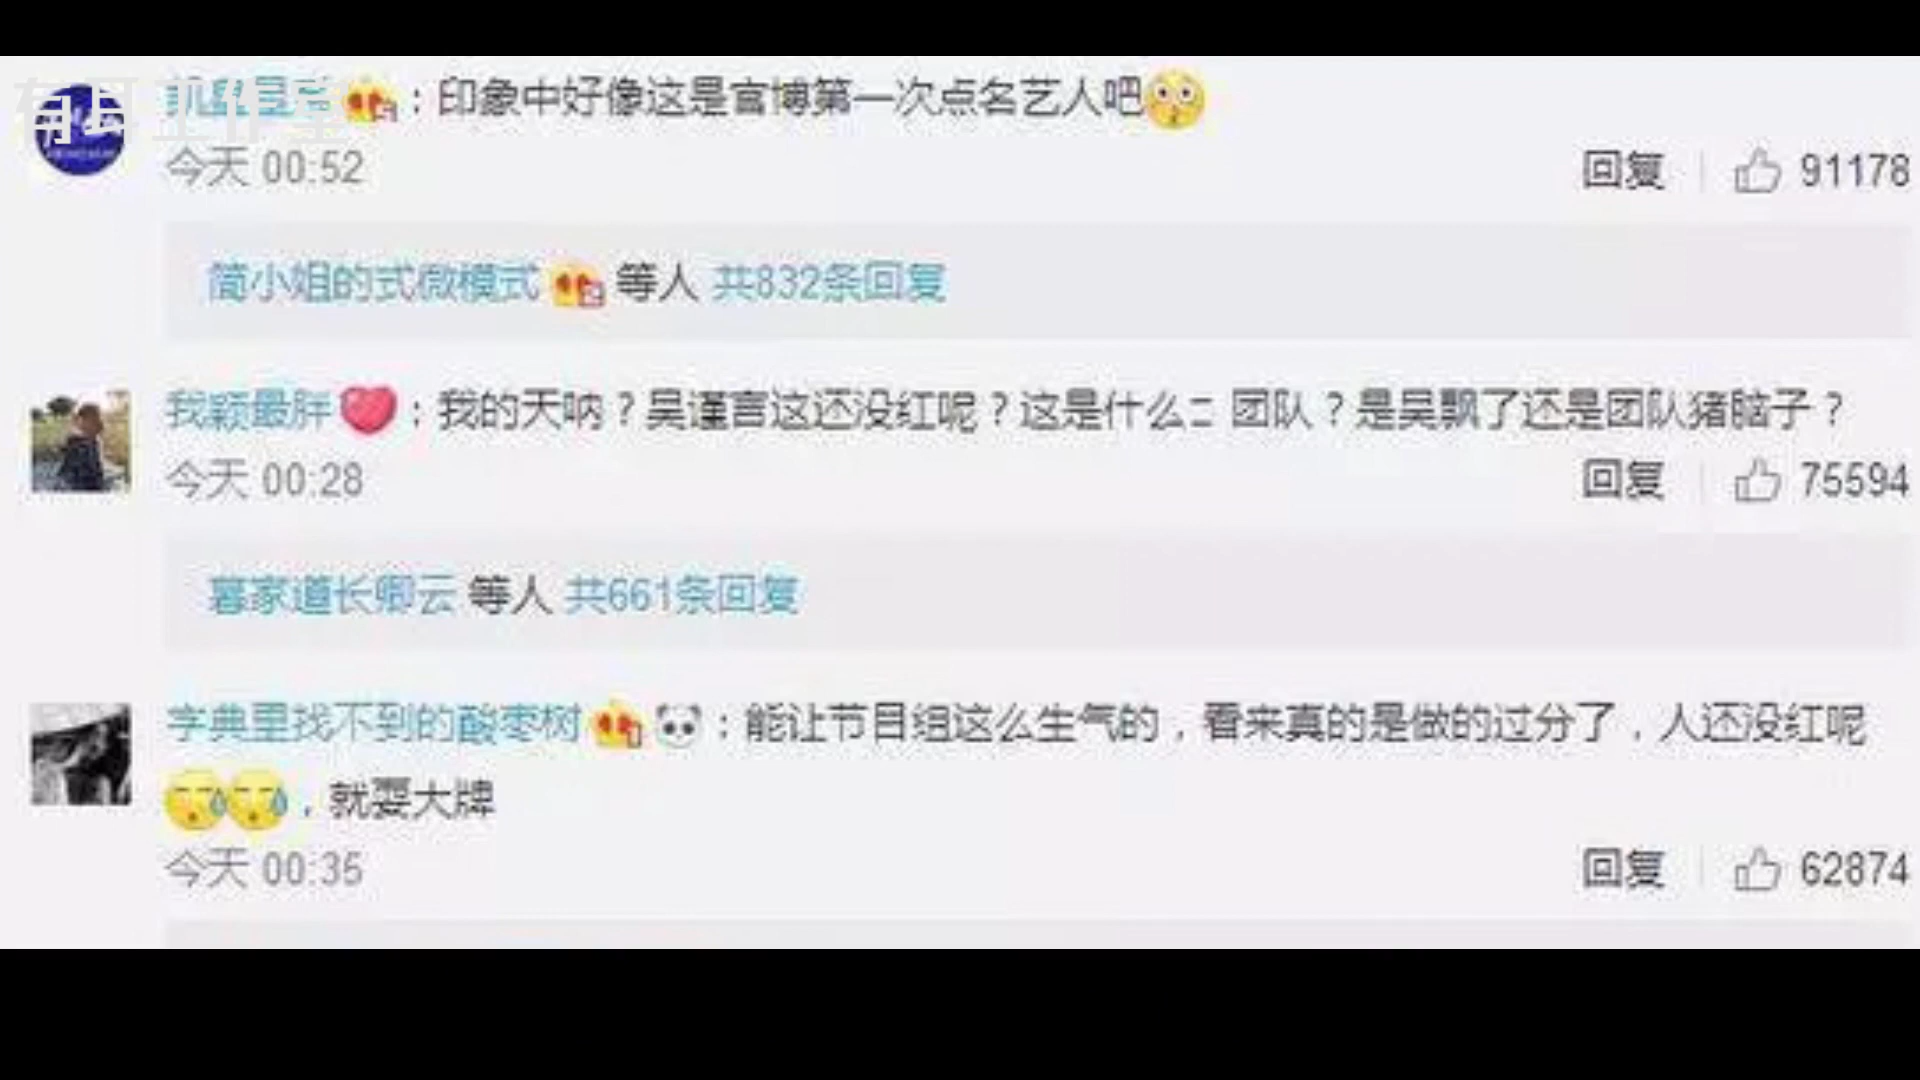 有耳工作室
：印象中好像这是官博第一次点名艺人吧
今天 00:52
回复 91178
简小姐的式微模式 等人 共832条回复
我颖最胖：我的天呐？吴谨言这还没红呢？这是什么 团队？是吴飘了还是团队猪脑子？
今天 00:28
回复 75594
暮家道长卿云 等人 共661条回复
字典里找不到的酸枣树：能让节目组这么生气的，看来真的是做的过分了，人还没红呢
，就耍大牌
今天 00:35
回复 62874